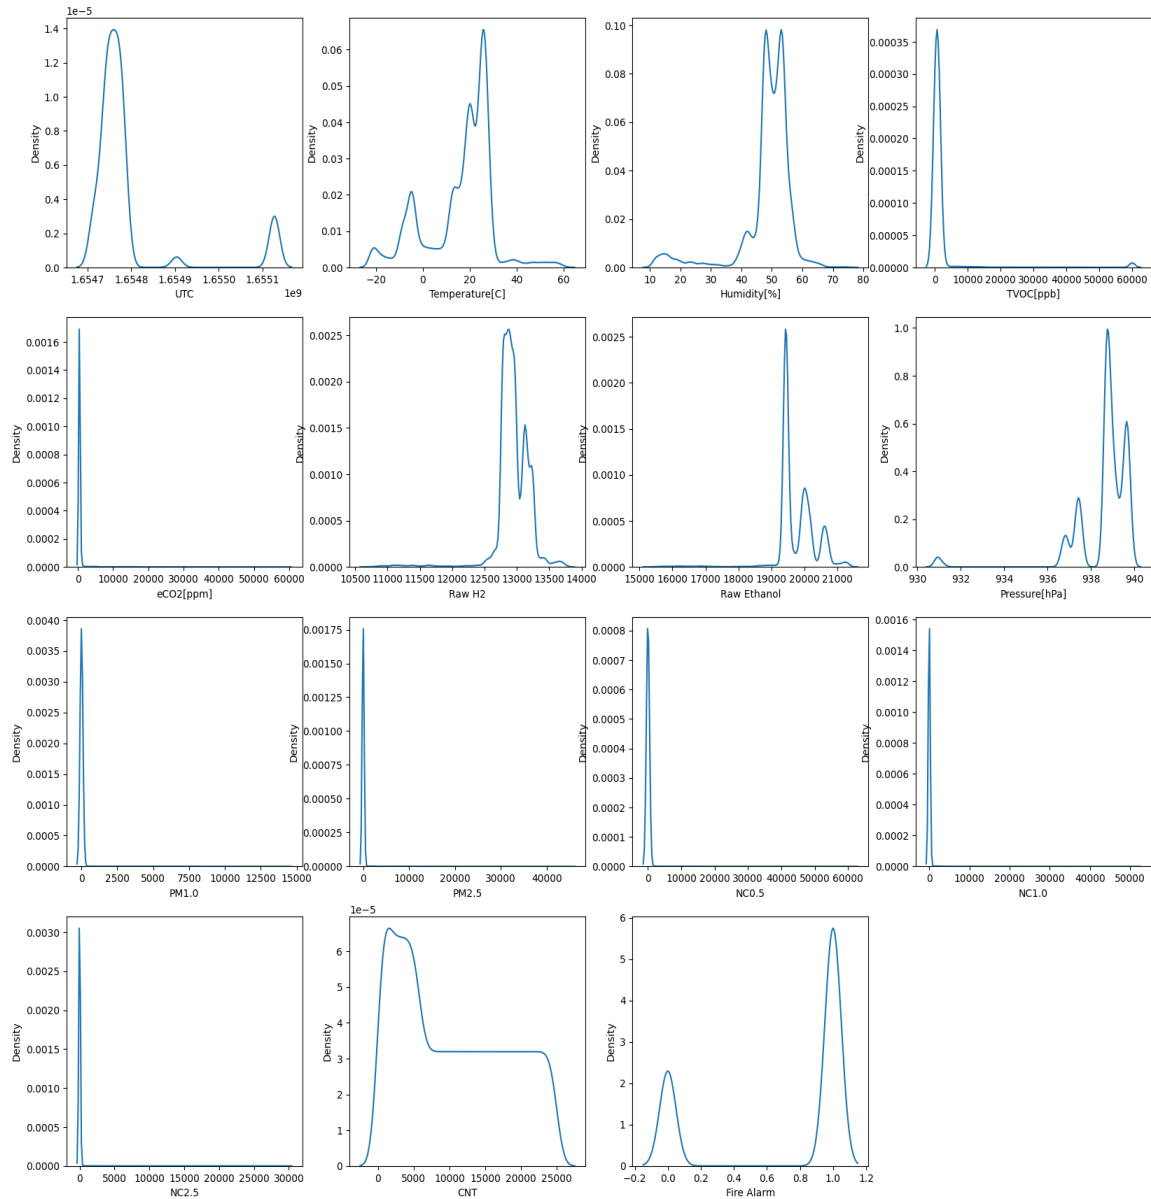 1e−5
1.4
1.2
1.0
0.8
0.6
0.4
0.2
0.0
Density
1.6547 1.6548 1.6549 1.6550 1.6551
UTC
1e9
0.06
0.05
0.04
0.03
0.02
0.01
0.00
Density
−20 0 20 40 60
Temperature[C]
0.10
0.08
0.06
0.04
0.02
0.00
Density
10 20 30 40 50 60 70 80
Humidity[%]
0.00035
0.00030
0.00025
0.00020
0.00015
0.00010
0.00005
0.00000
Density
0 10000 20000 30000 40000 50000 60000
TVOC[ppb]
0.0016
0.0014
0.0012
0.0010
0.0008
0.0006
0.0004
0.0002
0.0000
Density
0 10000 20000 30000 40000 50000 60000
eCO2[ppm]
0.0025
0.0020
0.0015
0.0010
0.0005
0.0000
Density
10500 11000 11500 12000 12500 13000 13500 14000
Raw H2
0.0025
0.0020
0.0015
0.0010
0.0005
0.0000
Density
15000 16000 17000 18000 19000 20000 21000
Raw Ethanol
1.0
0.8
0.6
0.4
0.2
0.0
Density
930 932 934 936 938 940
Pressure[hPa]
0.0040
0.0035
0.0030
0.0025
0.0020
0.0015
0.0010
0.0005
0.0000
Density
0 2500 5000 7500 10000 12500 15000
PM1.0
0.00175
0.00150
0.00125
0.00100
0.00075
0.00050
0.00025
0.00000
Density
0 10000 20000 30000 40000
PM2.5
0.0008
0.0007
0.0006
0.0005
0.0004
0.0003
0.0002
0.0001
0.0000
Density
0 10000 20000 30000 40000 50000 60000
NC0.5
0.0016
0.0014
0.0012
0.0010
0.0008
0.0006
0.0004
0.0002
0.0000
Density
0 10000 20000 30000 40000 50000
NC1.0
0.0030
0.0025
0.0020
0.0015
0.0010
0.0005
0.0000
Density
0 5000 10000 15000 20000 25000 30000
NC2.5
1e−5
6
5
4
3
2
1
0
Density
0 5000 10000 15000 20000 25000
CNT
6
5
4
3
2
1
0
Density
−0.2 0.0 0.2 0.4 0.6 0.8 1.0 1.2
Fire Alarm